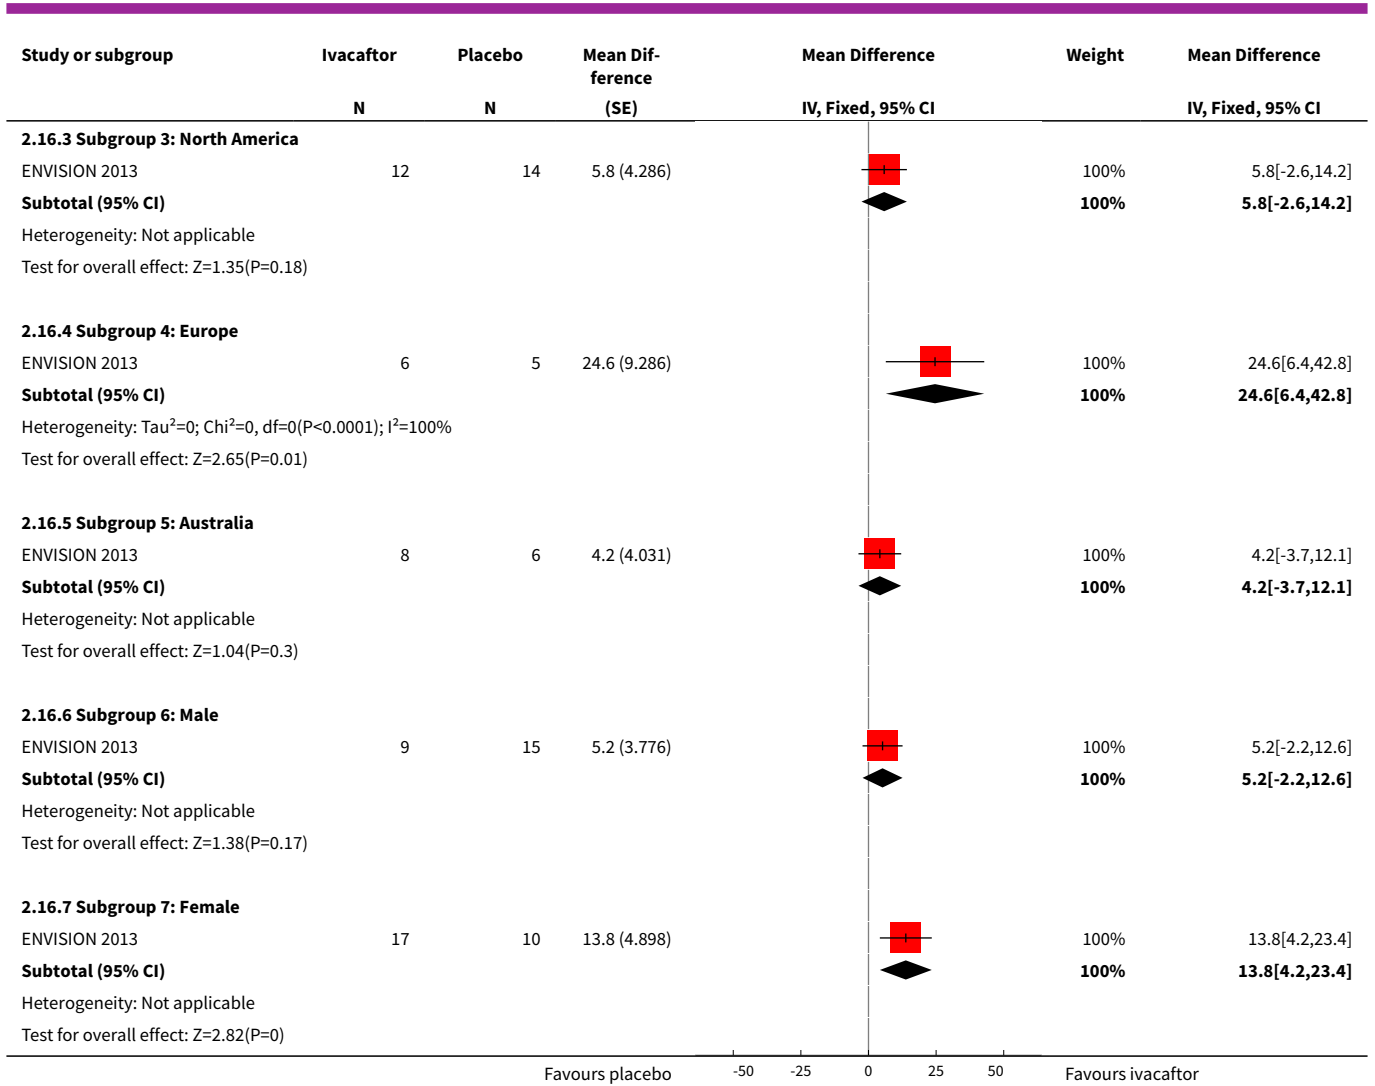 Study or subgroup Ivacaftor Placebo Mean Dif- Mean Difference Weight Mean Difference
ference
N N (SE) IV, Fixed, 95% CI IV, Fixed, 95% CI
2.16.3 Subgroup 3: North America
ENVISION 2013 12 14 5.8 (4.286) 100% 5.8[-2.6,14.2]
Subtotal (95% CI) 100% 5.8[-2.6,14.2]
Heterogeneity: Not applicable
Test for overall effect: Z=1.35(P=0.18)
2.16.4 Subgroup 4: Europe
ENVISION 2013 6 5 24.6 (9.286) 100% 24.6[6.4,42.8]
Subtotal (95% CI) 100% 24.6[6.4,42.8]
Heterogeneity: Tau²=0; Chi²=0, df=0(P<0.0001); I²=100%
Test for overall effect: Z=2.65(P=0.01)
2.16.5 Subgroup 5: Australia
ENVISION 2013 8 6 4.2 (4.031) 100% 4.2[-3.7,12.1]
Subtotal (95% CI) 100% 4.2[-3.7,12.1]
Heterogeneity: Not applicable
Test for overall effect: Z=1.04(P=0.3)
2.16.6 Subgroup 6: Male
ENVISION 2013 9 15 5.2 (3.776) 100% 5.2[-2.2,12.6]
Subtotal (95% CI) 100% 5.2[-2.2,12.6]
Heterogeneity: Not applicable
Test for overall effect: Z=1.38(P=0.17)
2.16.7 Subgroup 7: Female
ENVISION 2013 17 10 13.8 (4.898) 100% 13.8[4.2,23.4]
Subtotal (95% CI) 100% 13.8[4.2,23.4]
Heterogeneity: Not applicable
Test for overall effect: Z=2.82(P=0)
Favours placebo -50 -25 0 25 50 Favours ivacaftor